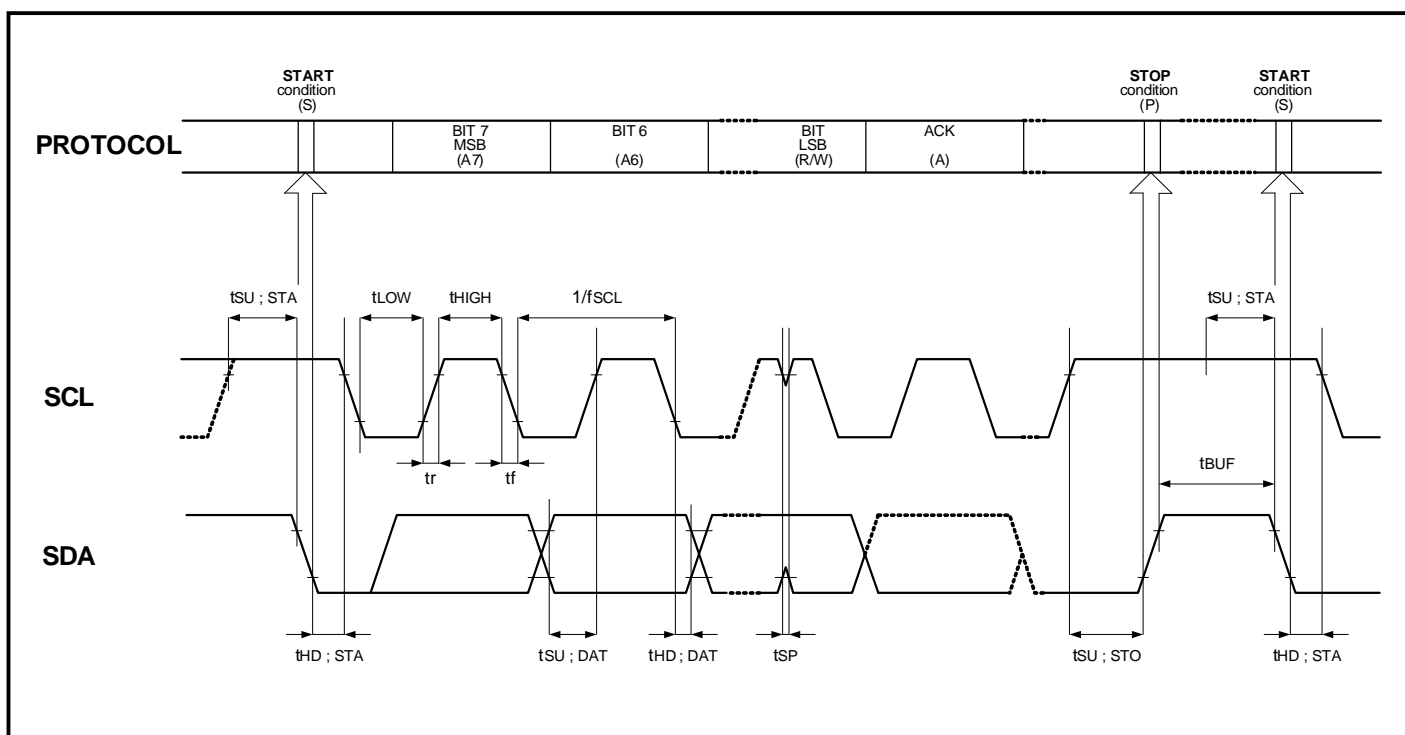 START
condition
(S)
STOP
condition
(P)
START
condition
(S)
PROTOCOL
BIT 7
MSB
(A7)
BIT 6
(A6)
BIT
LSB
(R/W)
ACK
(A)
tSU ; STA
tLOW
tHIGH
1/fSCL
tSU ; STA
SCL
tr
tf
tBUF
SDA
tHD ; STA
tSU ; DAT
tHD ; DAT
tSP
tSU ; STO
tHD ; STA